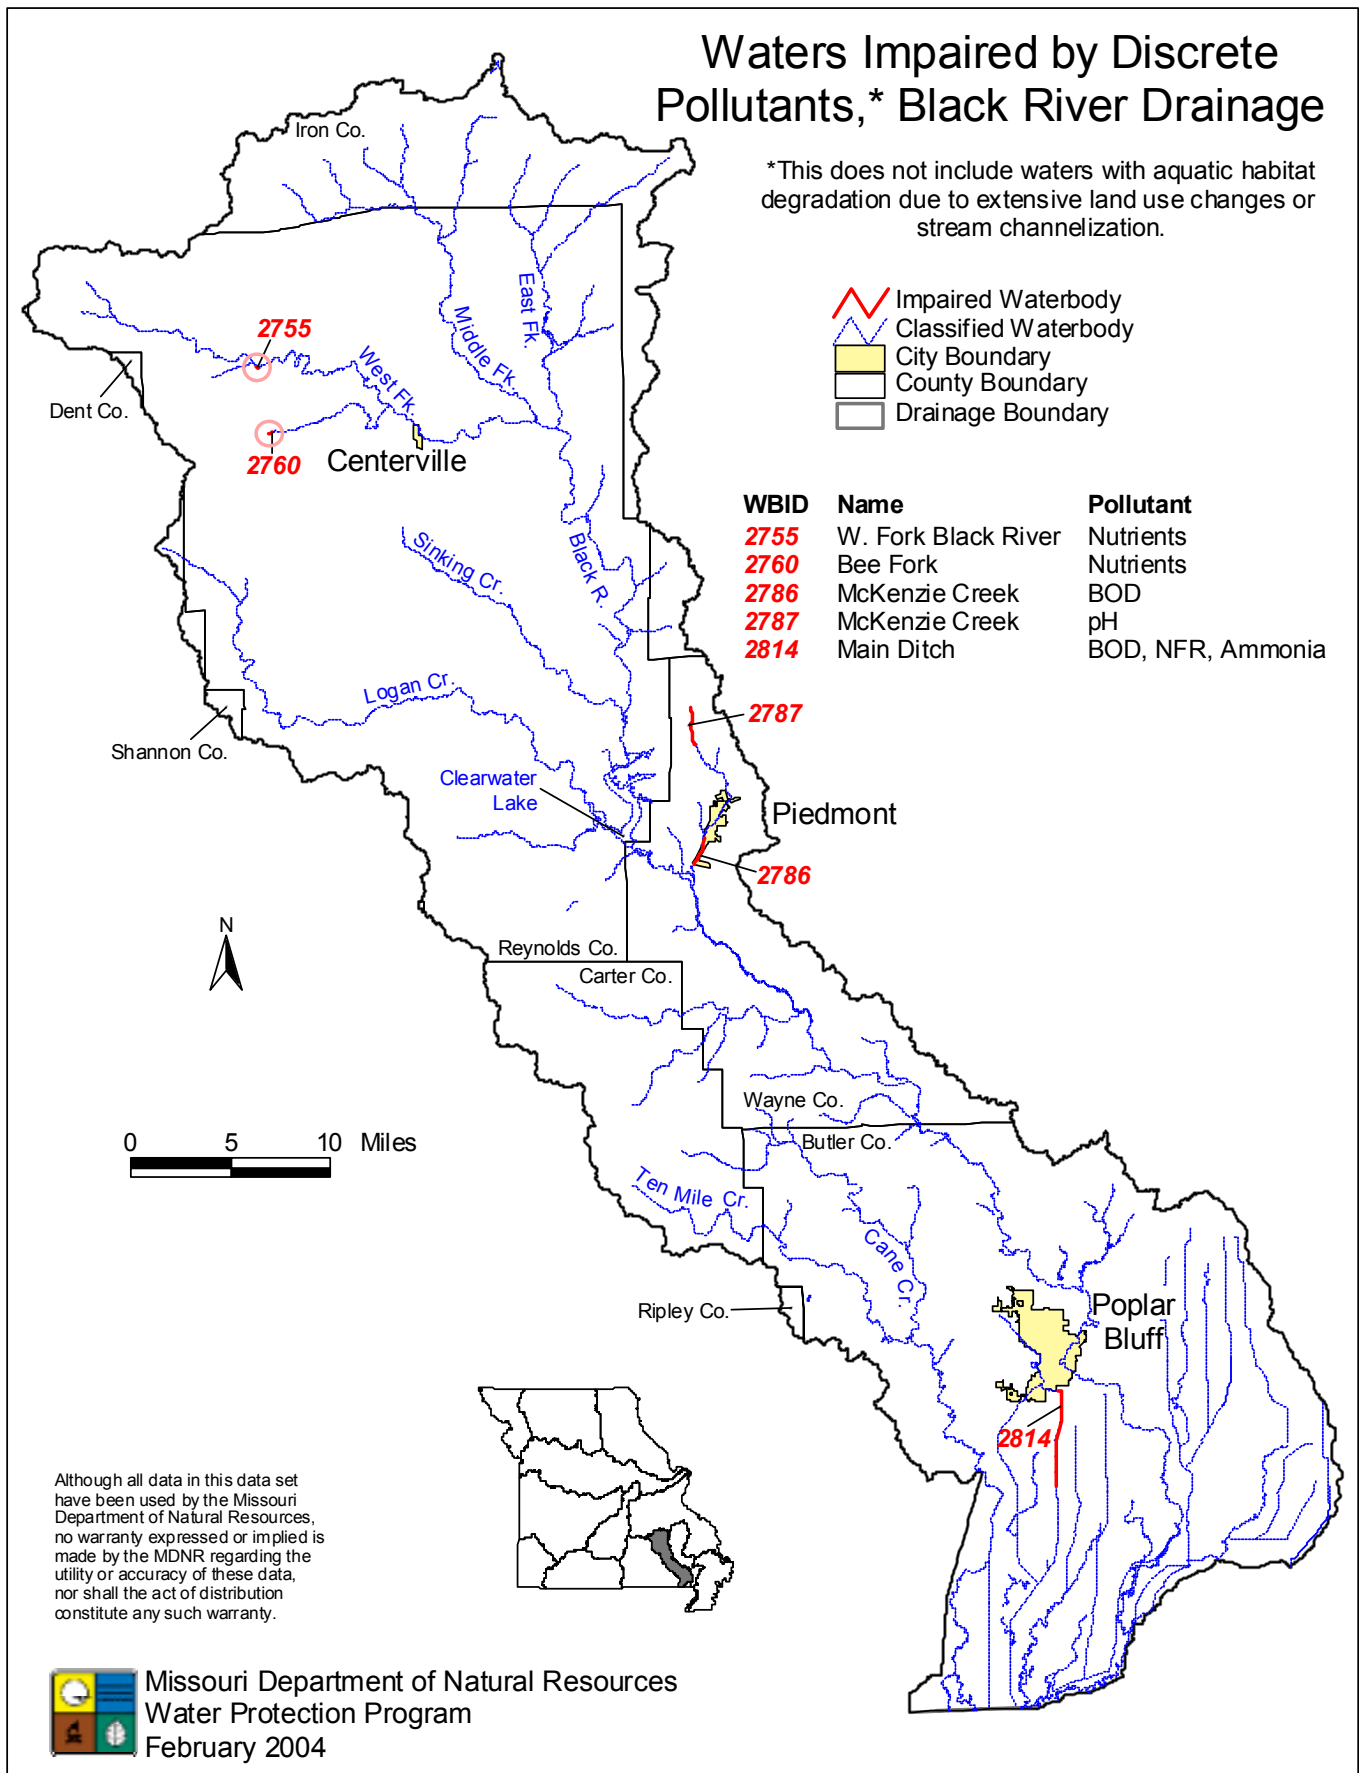 Waters Impaired by Discrete
Pollutants,* Black River Drainage
*This does not include waters with aquatic habitat
degradation due to extensive land use changes or
stream channelization.
Impaired Waterbody
Classified Waterbody
City Boundary
County Boundary
Drainage Boundary
WBID Name Pollutant
2755 W. Fork Black River Nutrients
2760 Bee Fork Nutrients
2786 McKenzie Creek BOD
2787 McKenzie Creek pH
2814 Main Ditch BOD, NFR, Ammonia
Iron Co.
East Fk.
Middle Fk.
2755
West Fk.
Dent Co.
2760
Centerville
Sinking Cr.
Black R.
Logan Cr.
2787
Shannon Co.
Clearwater
Lake
Piedmont
2786
N
Reynolds Co.
Carter Co.
Wayne Co.
Butler Co.
0 5 10 Miles
Ten Mile Cr.
Cane Cr.
Ripley Co.
Poplar
Bluff
2814
Although all data in this data set
have been used by the Missouri
Department of Natural Resources,
no warranty expressed or implied is
made by the MDNR regarding the
utility or accuracy of these data,
nor shall the act of distribution
constitute any such warranty.
Missouri Department of Natural Resources
Water Protection Program
February 2004